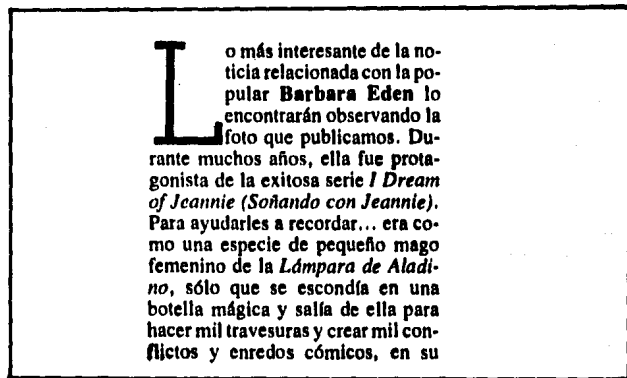 Lo más interesante de la no-
ticia relacionada con la po-
pular Barbara Eden lo
encontrarán observando la
foto que publicamos. Du-
rante muchos años, ella fue prota-
gonista de la exitosa serie I Dream
of Jeannie (Soñando con Jeannie).
Para ayudarles a recordar... era co-
mo una especie de pequeño mago
femenino de la Lámpara de Aladi-
no, sólo que se escondía en una
botella mágica y salía de ella para
hacer mil travesuras y crear mil con-
flictos y enredos cómicos, en su